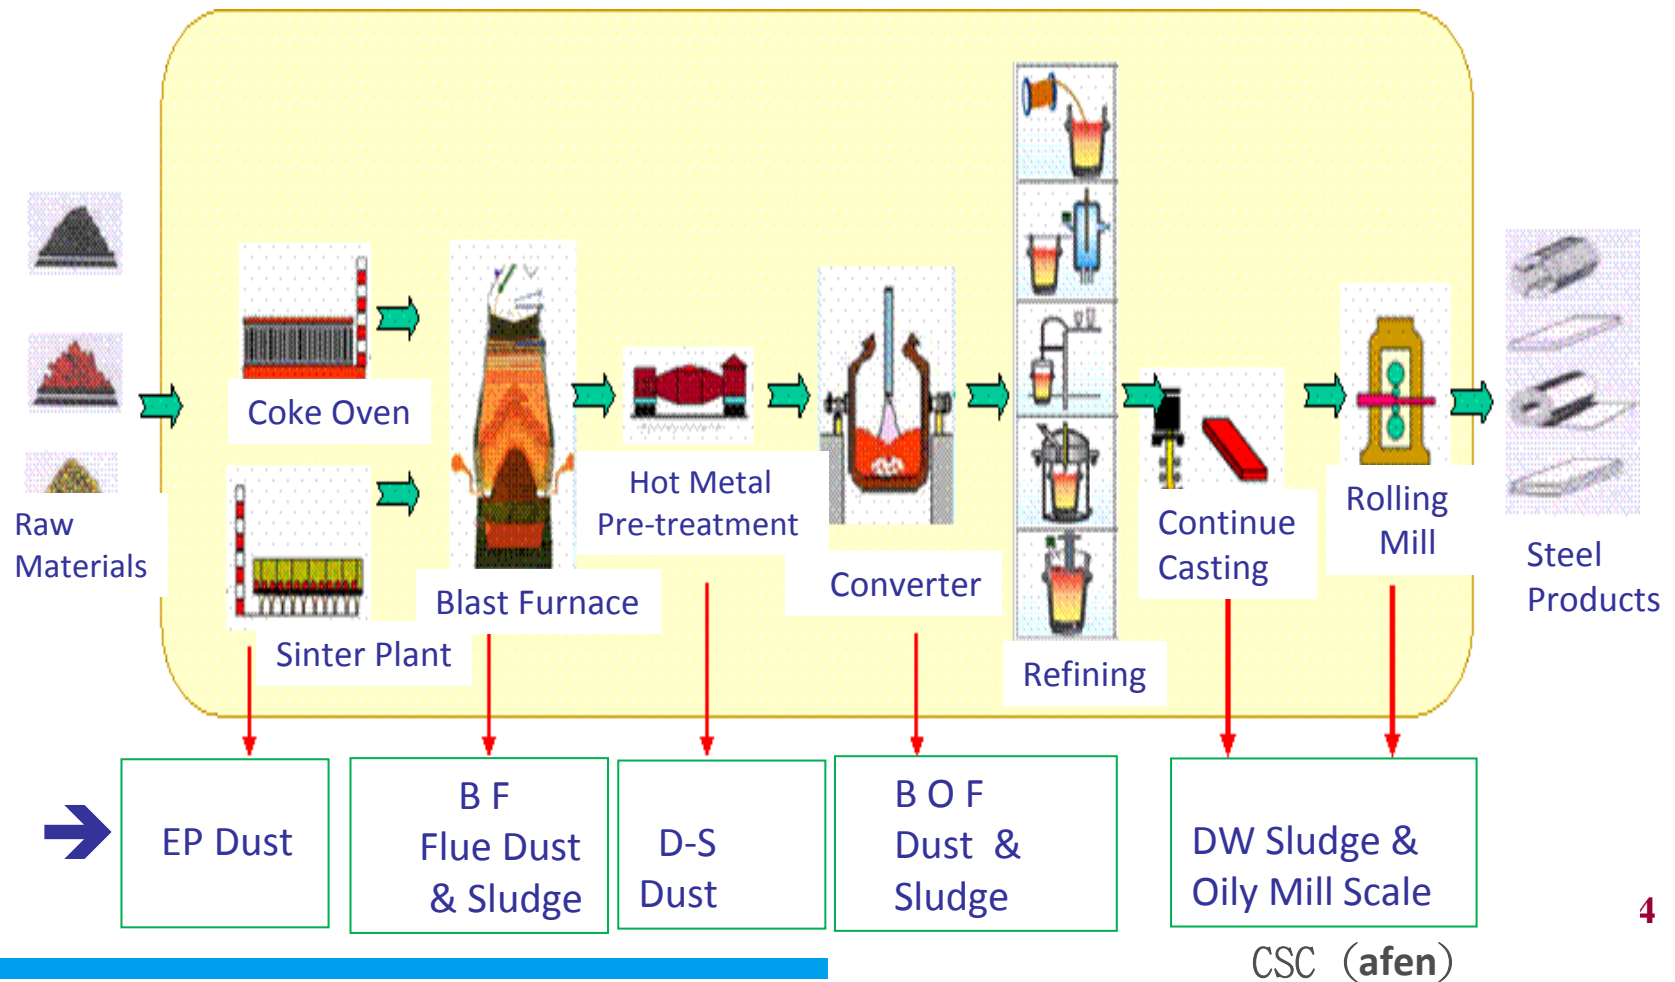 Raw
Materials
Coke Oven
Sinter Plant
Blast Furnace
Hot Metal
Pre-treatment
Converter
Refining
Continue
Casting
Rolling
Mill
Steel
Products
EP Dust
B F
Flue Dust
& Sludge
D-S
Dust
B O F
Dust &
Sludge
DW Sludge &
Oily Mill Scale
4
CSC (afen)